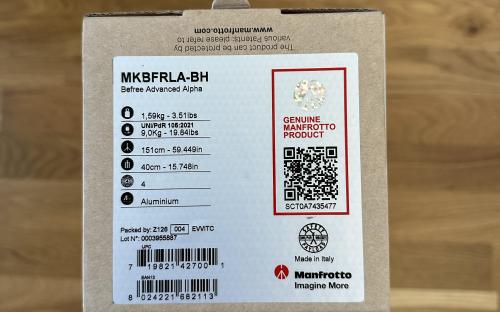 www.manfrotto.com
various Patents: please refer to
The product can be protected by
MKBFRLA-BH
Befree Advanced Alpha
1,59kg - 3.51lbs
UNI/PdR 105:2021
9,0Kg - 19.84lbs
151cm - 59.449in
40cm - 15.748in
4
Aluminium
Packed by: Z126 004 EVVITC
Lot N°: 0003955887
UPC
7 19821 42700 1
EAN13
8 024221 682113
GENUINE
MANFROTTO
PRODUCT
SCT0A7435477
Made in Italy
Manfrotto
Imagine More